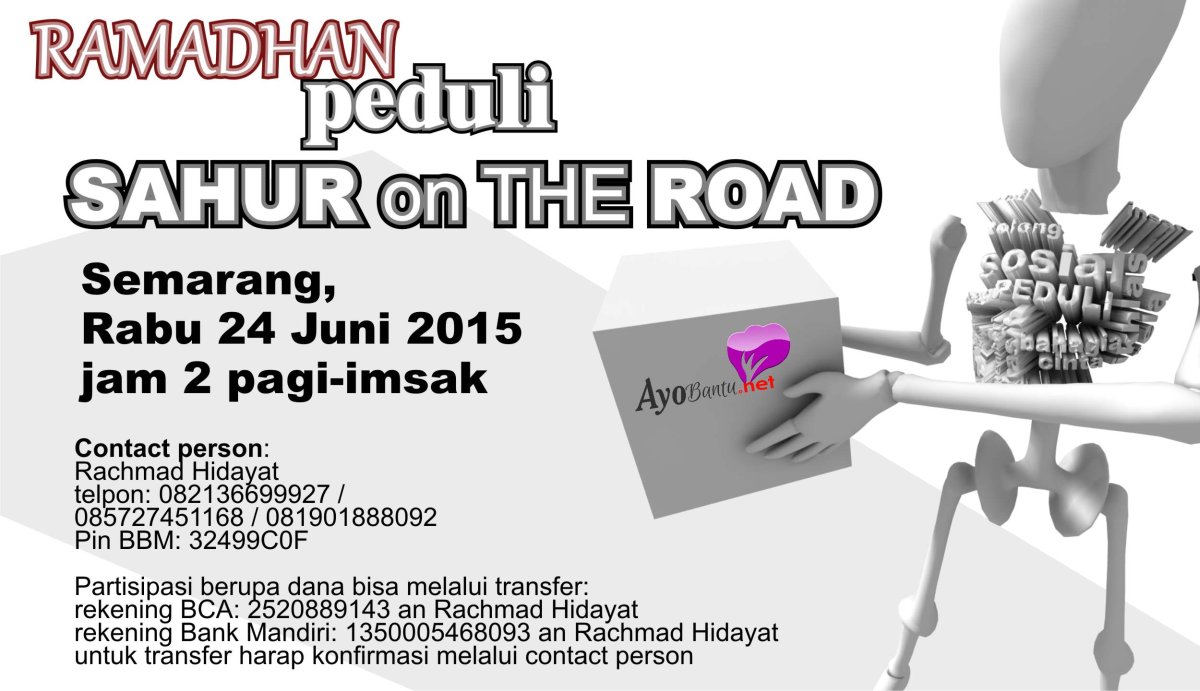 RAMADHAN
peduli
SAHUR on THE ROAD
Semarang,
Rabu 24 Juni 2015
jam 2 pagi-imsak
AyoBantu.net
sosial
PEDULI
bahagia
cinta
Contact person:
Rachmad Hidayat
telpon: 082136699927 /
085727451168 / 081901888092
Pin BBM: 32499C0F
Partisipasi berupa dana bisa melalui transfer:
rekening BCA: 2520889143 an Rachmad Hidayat
rekening Bank Mandiri: 1350005468093 an Rachmad Hidayat
untuk transfer harap konfirmasi melalui contact person